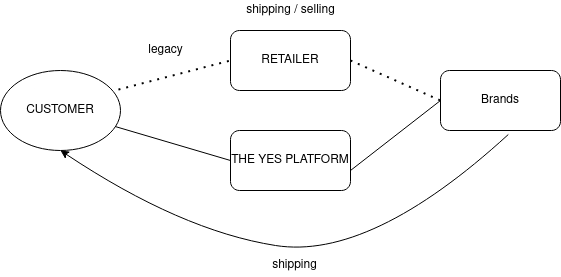 shipping / selling
legacy
RETAILER
CUSTOMER
Brands
THE YES PLATFORM
shipping